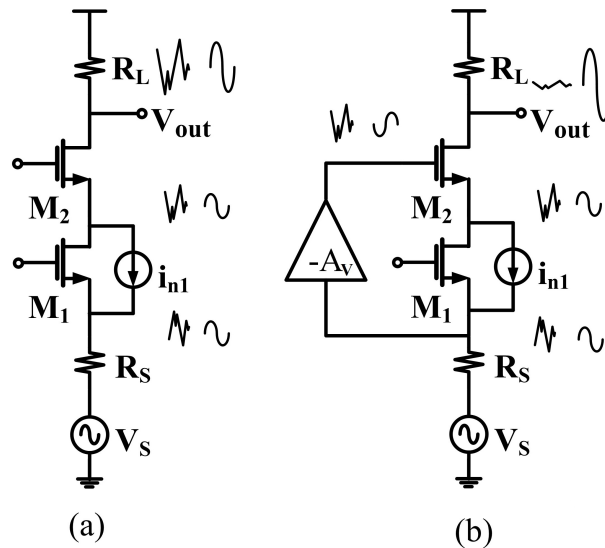 R_L
V_out
M_2
i_n1
M_1
R_S
V_S
(a)
R_L
V_out
M_2
-A_V
i_n1
M_1
R_S
V_S
(b)